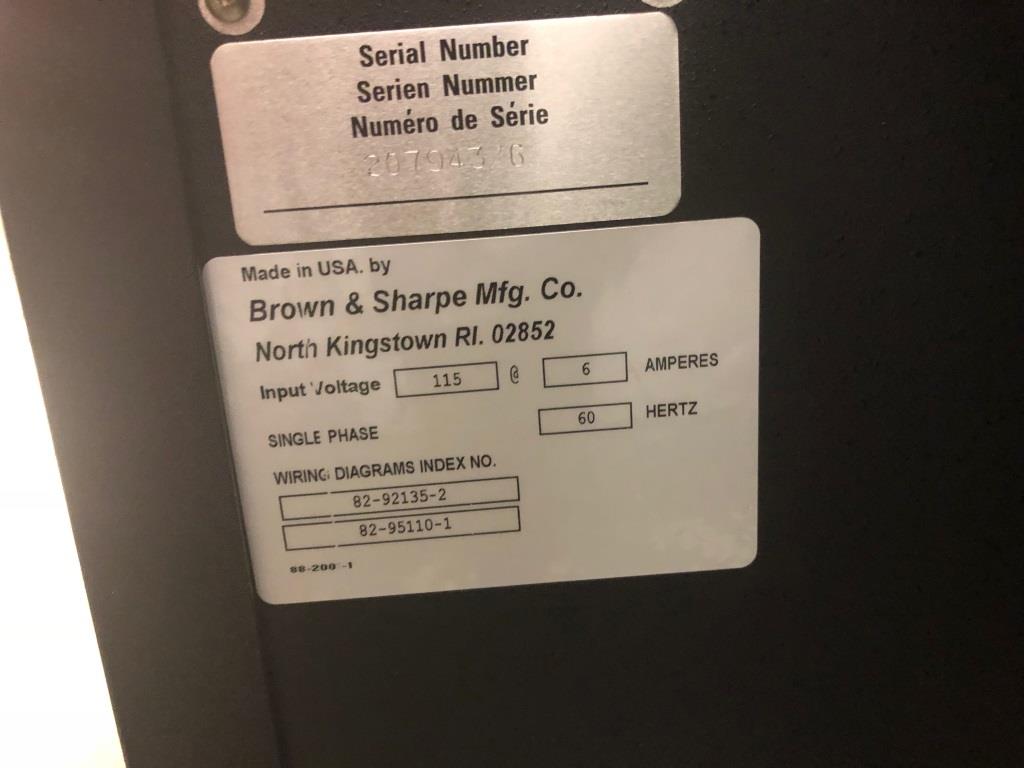 Serial Number
Serien Nummer
Numéro de Série
Made in USA. by
Brown & Sharpe Mfg. Co.
North Kingstown RI. 02852
Input Voltage 115 @ 6 AMPERES
SINGLE PHASE 60 HERTZ
WIRING DIAGRAMS INDEX NO.
82-92135-2
82-95110-1